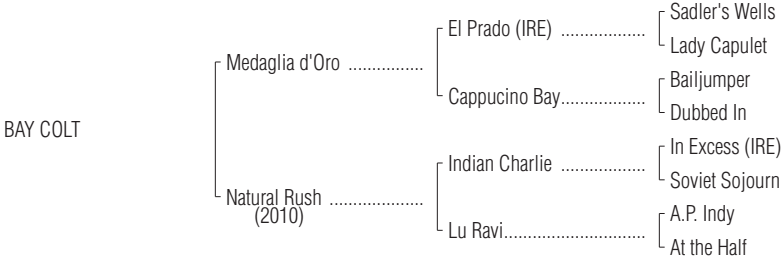 Sadler's Wells
El Prado (IRE) ..................
Lady Capulet
Medaglia d'Oro ................
Bailjumper
Cappucino Bay..................
Dubbed In
BAY COLT
In Excess (IRE)
Indian Charlie ..................
Soviet Sojourn
Natural Rush ....................
(2010)
A.P. Indy
Lu Ravi..............................
At the Half